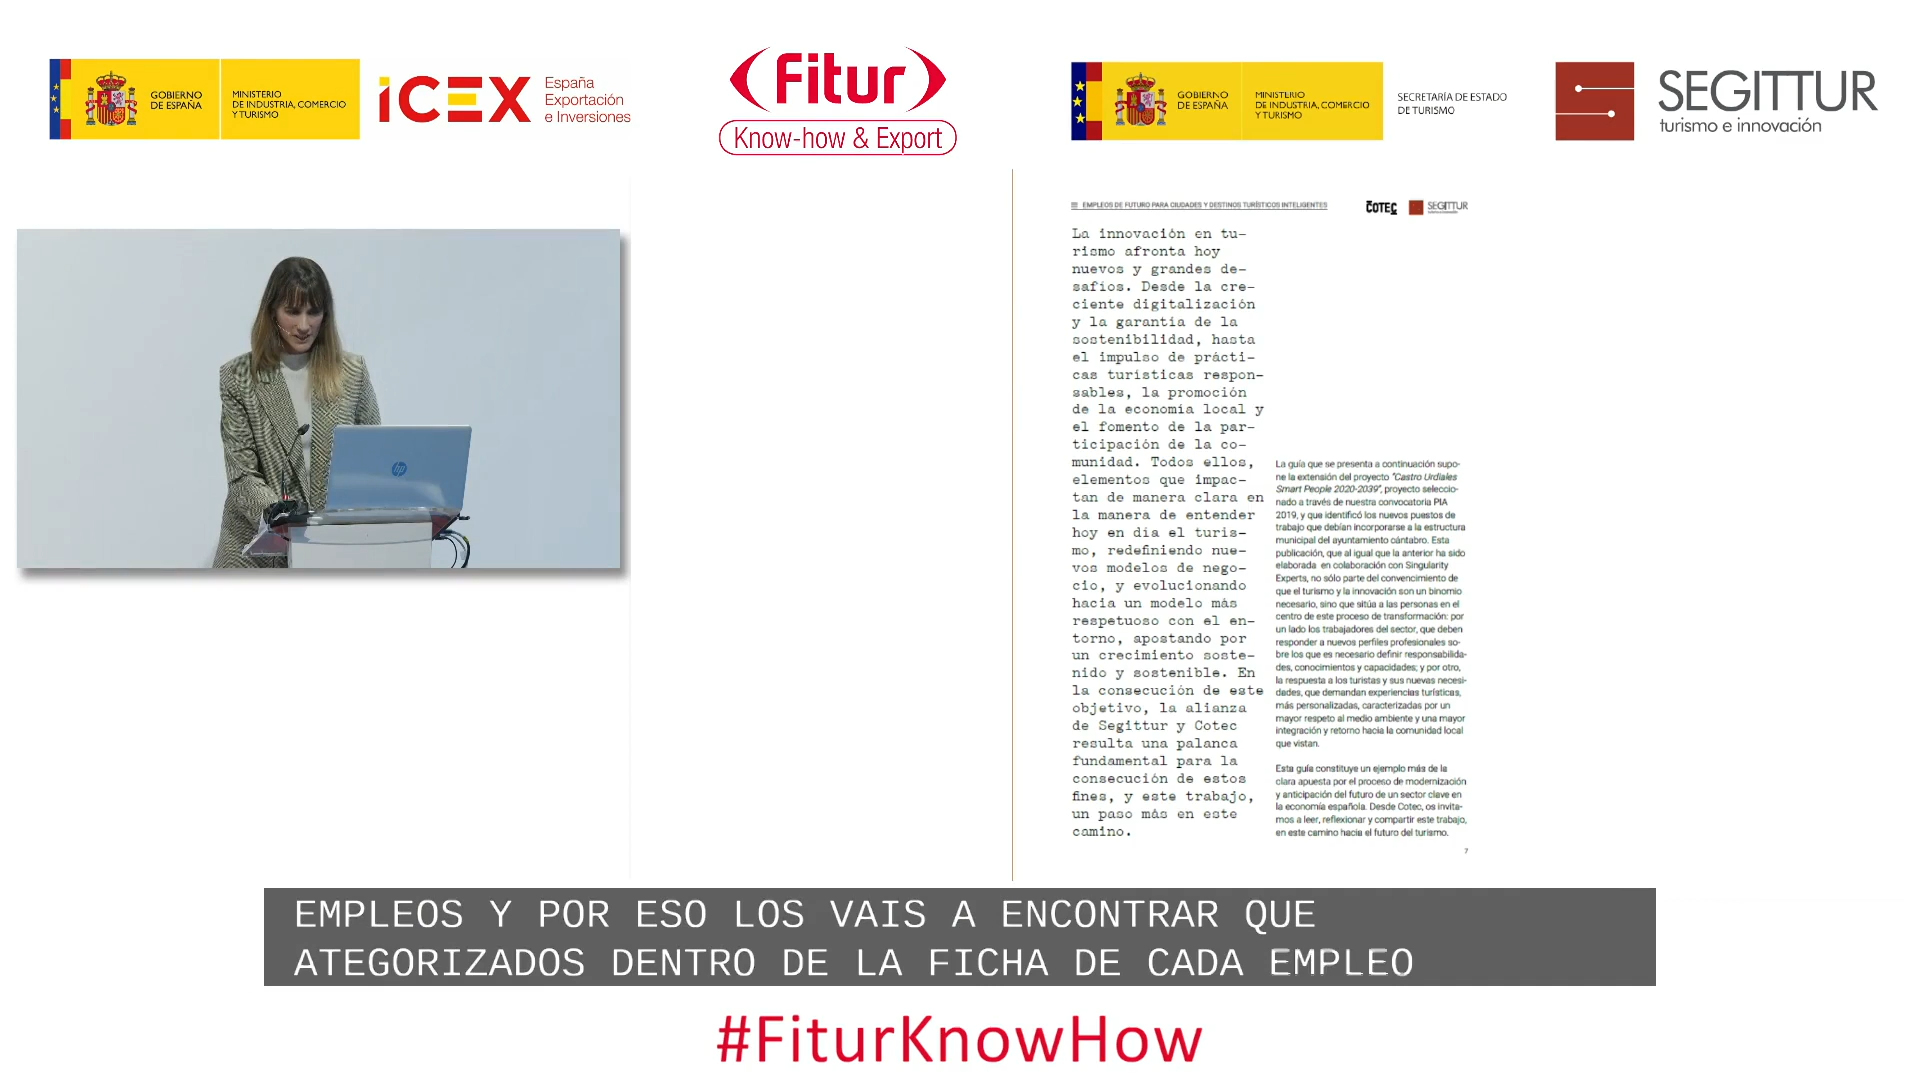 GOBIERNO
DE ESPAÑA
MINISTERIO
DE INDUSTRIA, COMERCIO
Y TURISMO
icex
España
Exportación
e Inversiones
Fitur
Know-how & Export
GOBIERNO
DE ESPAÑA
MINISTERIO
DE INDUSTRIA, COMERCIO
Y TURISMO
SECRETARÍA DE ESTADO
DE TURISMO
SEGITTUR
turismo e innovación
hp
EMPLEOS DE FUTURO PARA CIUDADES Y DESTINOS TURÍSTICOS INTELIGENTES
COTEC
SEGITTUR
La innovación en tu-
rismo afronta hoy
nuevos y grandes de-
safíos. Desde la cre-
ciente digitalización
y la garantía de la
sostenibilidad, hasta
el impulso de prácti-
cas turísticas respon-
sables, la promoción
de la economía local y
el fomento de la par-
ticipación de la co-
munidad. Todos ellos,
elementos que impac-
tan de manera clara en
la manera de entender
hoy en día el turis-
mo, redefiniendo nue-
vos modelos de nego-
cio, y evolucionando
hacia un modelo más
respetuoso con el en-
torno, apostando por
un crecimiento soste-
nido y sostenible. En
la consecución de este
objetivo, la alianza
de Segittur y Cotec
resulta una palanca
fundamental para la
consecución de estos
fines, y este trabajo,
un paso más en este
camino.
La guía que se presenta a continuación supo-
ne la extensión del proyecto "Castro Urdiales
Smart People 2020-2039", proyecto seleccio-
nado a través de nuestra convocatoria PIA
2019, y que identificó los nuevos puestos de
trabajo que debían incorporarse a la estructura
municipal del ayuntamiento cántabro. Esta
publicación, que al igual que la anterior ha sido
elaborada en colaboración con Singularity
Experts, no sólo parte del convencimiento de
que el turismo y la innovación son un binomio
necesario, sino que sitúa a las personas en el
centro de este proceso de transformación: por
un lado los trabajadores del sector, que deben
responder a nuevos perfiles profesionales so-
bre los que es necesario definir responsabilida-
des, conocimientos y capacidades; y por otro,
la respuesta a los turistas y sus nuevas necesi-
dades, que demandan experiencias turísticas,
más personalizadas, caracterizadas por un
mayor respeto al medio ambiente y una mayor
integración y retorno hacia la comunidad local
que vistan.
Esta guía constituye un ejemplo más de la
clara apuesta por el proceso de modernización
y anticipación del futuro de un sector clave en
la economía española. Desde Cotec, os invita-
mos a leer, reflexionar y compartir este trabajo,
en este camino hacia el futuro del turismo.
7
EMPLEOS Y POR ESO LOS VAIS A ENCONTRAR QUE
ATEGORIZADOS DENTRO DE LA FICHA DE CADA EMPLEO
#FiturKnowHow